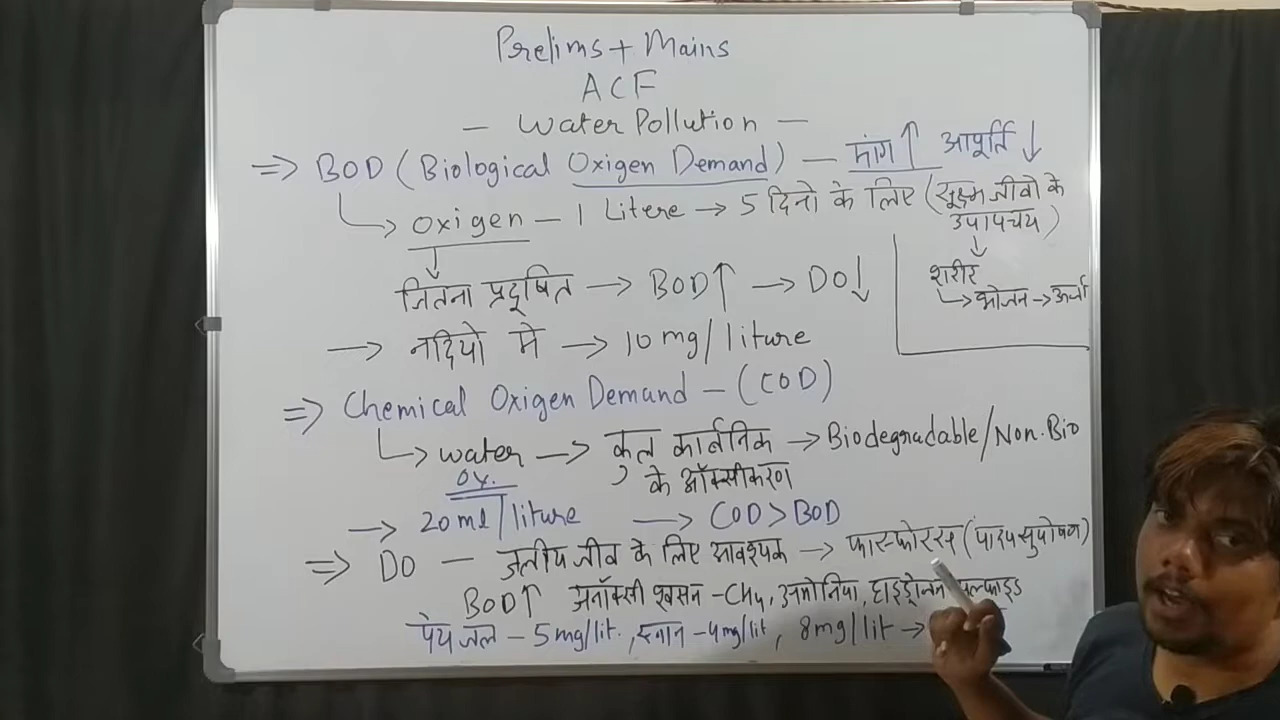 Prelims + Mains
ACF
- Water Pollution -
⇒ BOD (Biological Oxigen Demand) - मांग ↑ आपूर्ति ↓
↳ Oxigen - 1 Litere → 5 दिनो के लिए (सूक्ष्म जीवो के उपापचय)
↓
शरीर
↳ भोजन → ऊर्जा
↓
जितना प्रदूषित → BOD ↑ → DO ↓
→ नदियो मे → 10 mg/liture
⇒ Chemical Oxigen Demand - (COD)
↳ water → कुल कार्बनिक → Biodegradable/Non.Bio
के ऑक्सीकरण
OX.
→ 20 ml/liture → COD > BOD
⇒ DO - जलीय जीव के लिए आवश्यक → फास्फोरस (पादप सुपोषण)
BOD ↑ अनॉक्सी श्वसन - CH4, अमोनिया, हाइड्रोजन सल्फाइड
पेय जल - 5 mg/lit., स्नान - 4 mg/lit, 8 mg/lit →